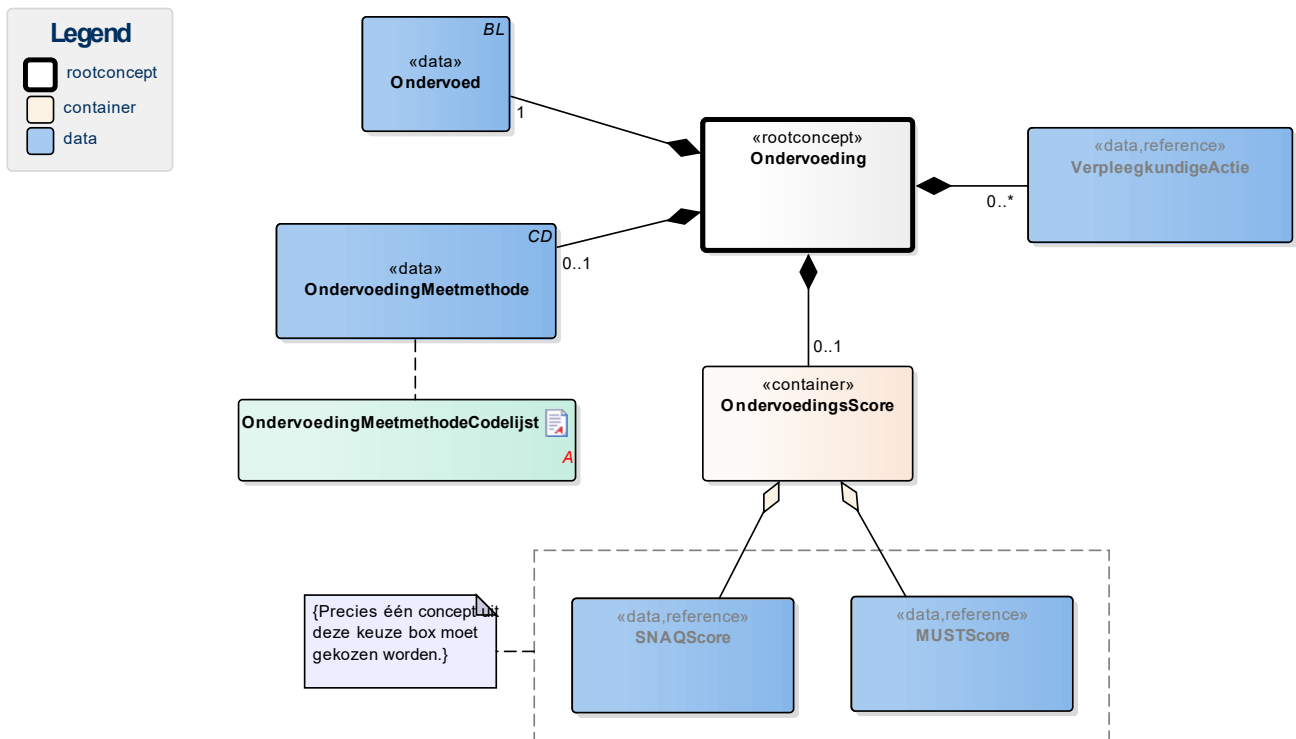 Legend
rootconcept
container
data
BL
«data»
Ondervoed
1
«rootconcept»
Ondervoeding
«data,reference»
VerpleegkundigeActie
0..*
CD
«data»
OndervoedingMeetmethode
0..1
0..1
«container»
OndervoedingsScore
OndervoedingMeetmethodeCodelijst
A
{Precies één concept uit
deze keuze box moet
gekozen worden.}
«data,reference»
SNAQScore
«data,reference»
MUSTScore